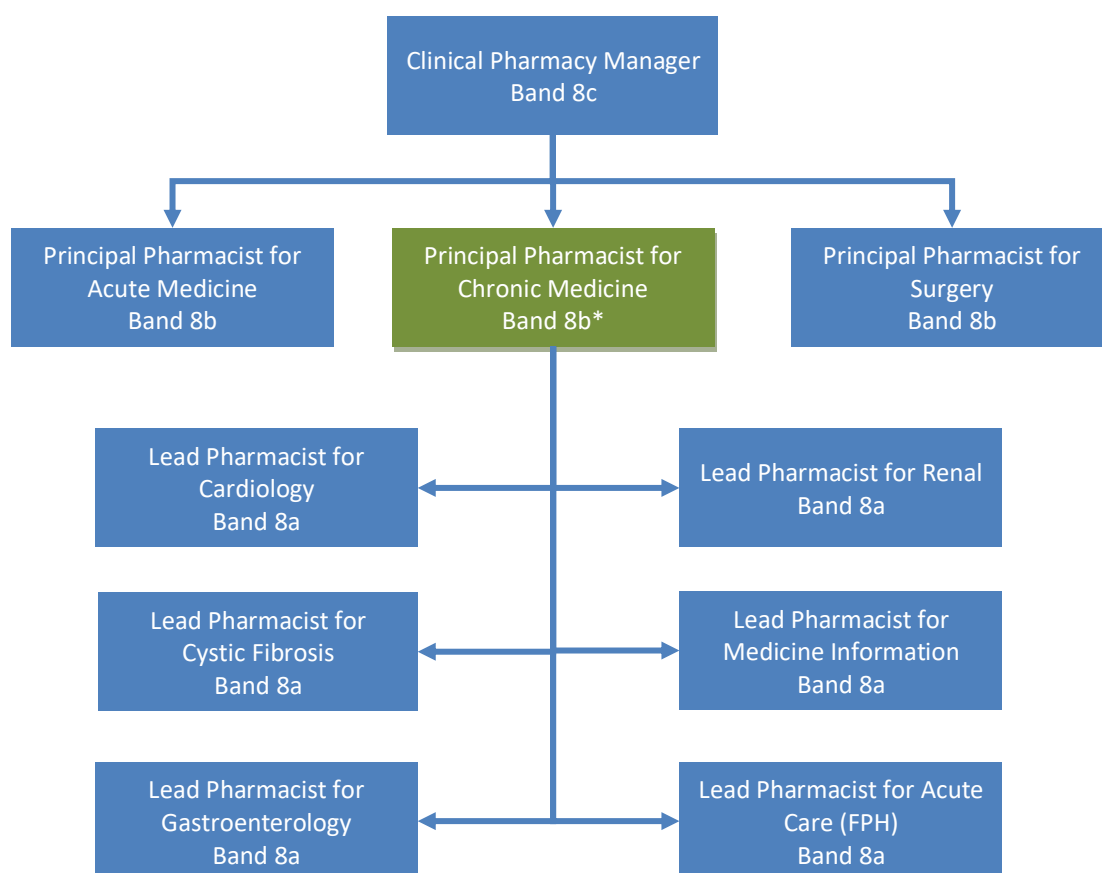 Clinical Pharmacy Manager
Band 8c
Principal Pharmacist for
Acute Medicine
Band 8b
Principal Pharmacist for
Chronic Medicine
Band 8b*
Principal Pharmacist for
Surgery
Band 8b
Lead Pharmacist for
Cardiology
Band 8a
Lead Pharmacist for Renal
Band 8a
Lead Pharmacist for
Cystic Fibrosis
Band 8a
Lead Pharmacist for
Medicine Information
Band 8a
Lead Pharmacist for
Gastroenterology
Band 8a
Lead Pharmacist for Acute
Care (FPH)
Band 8a